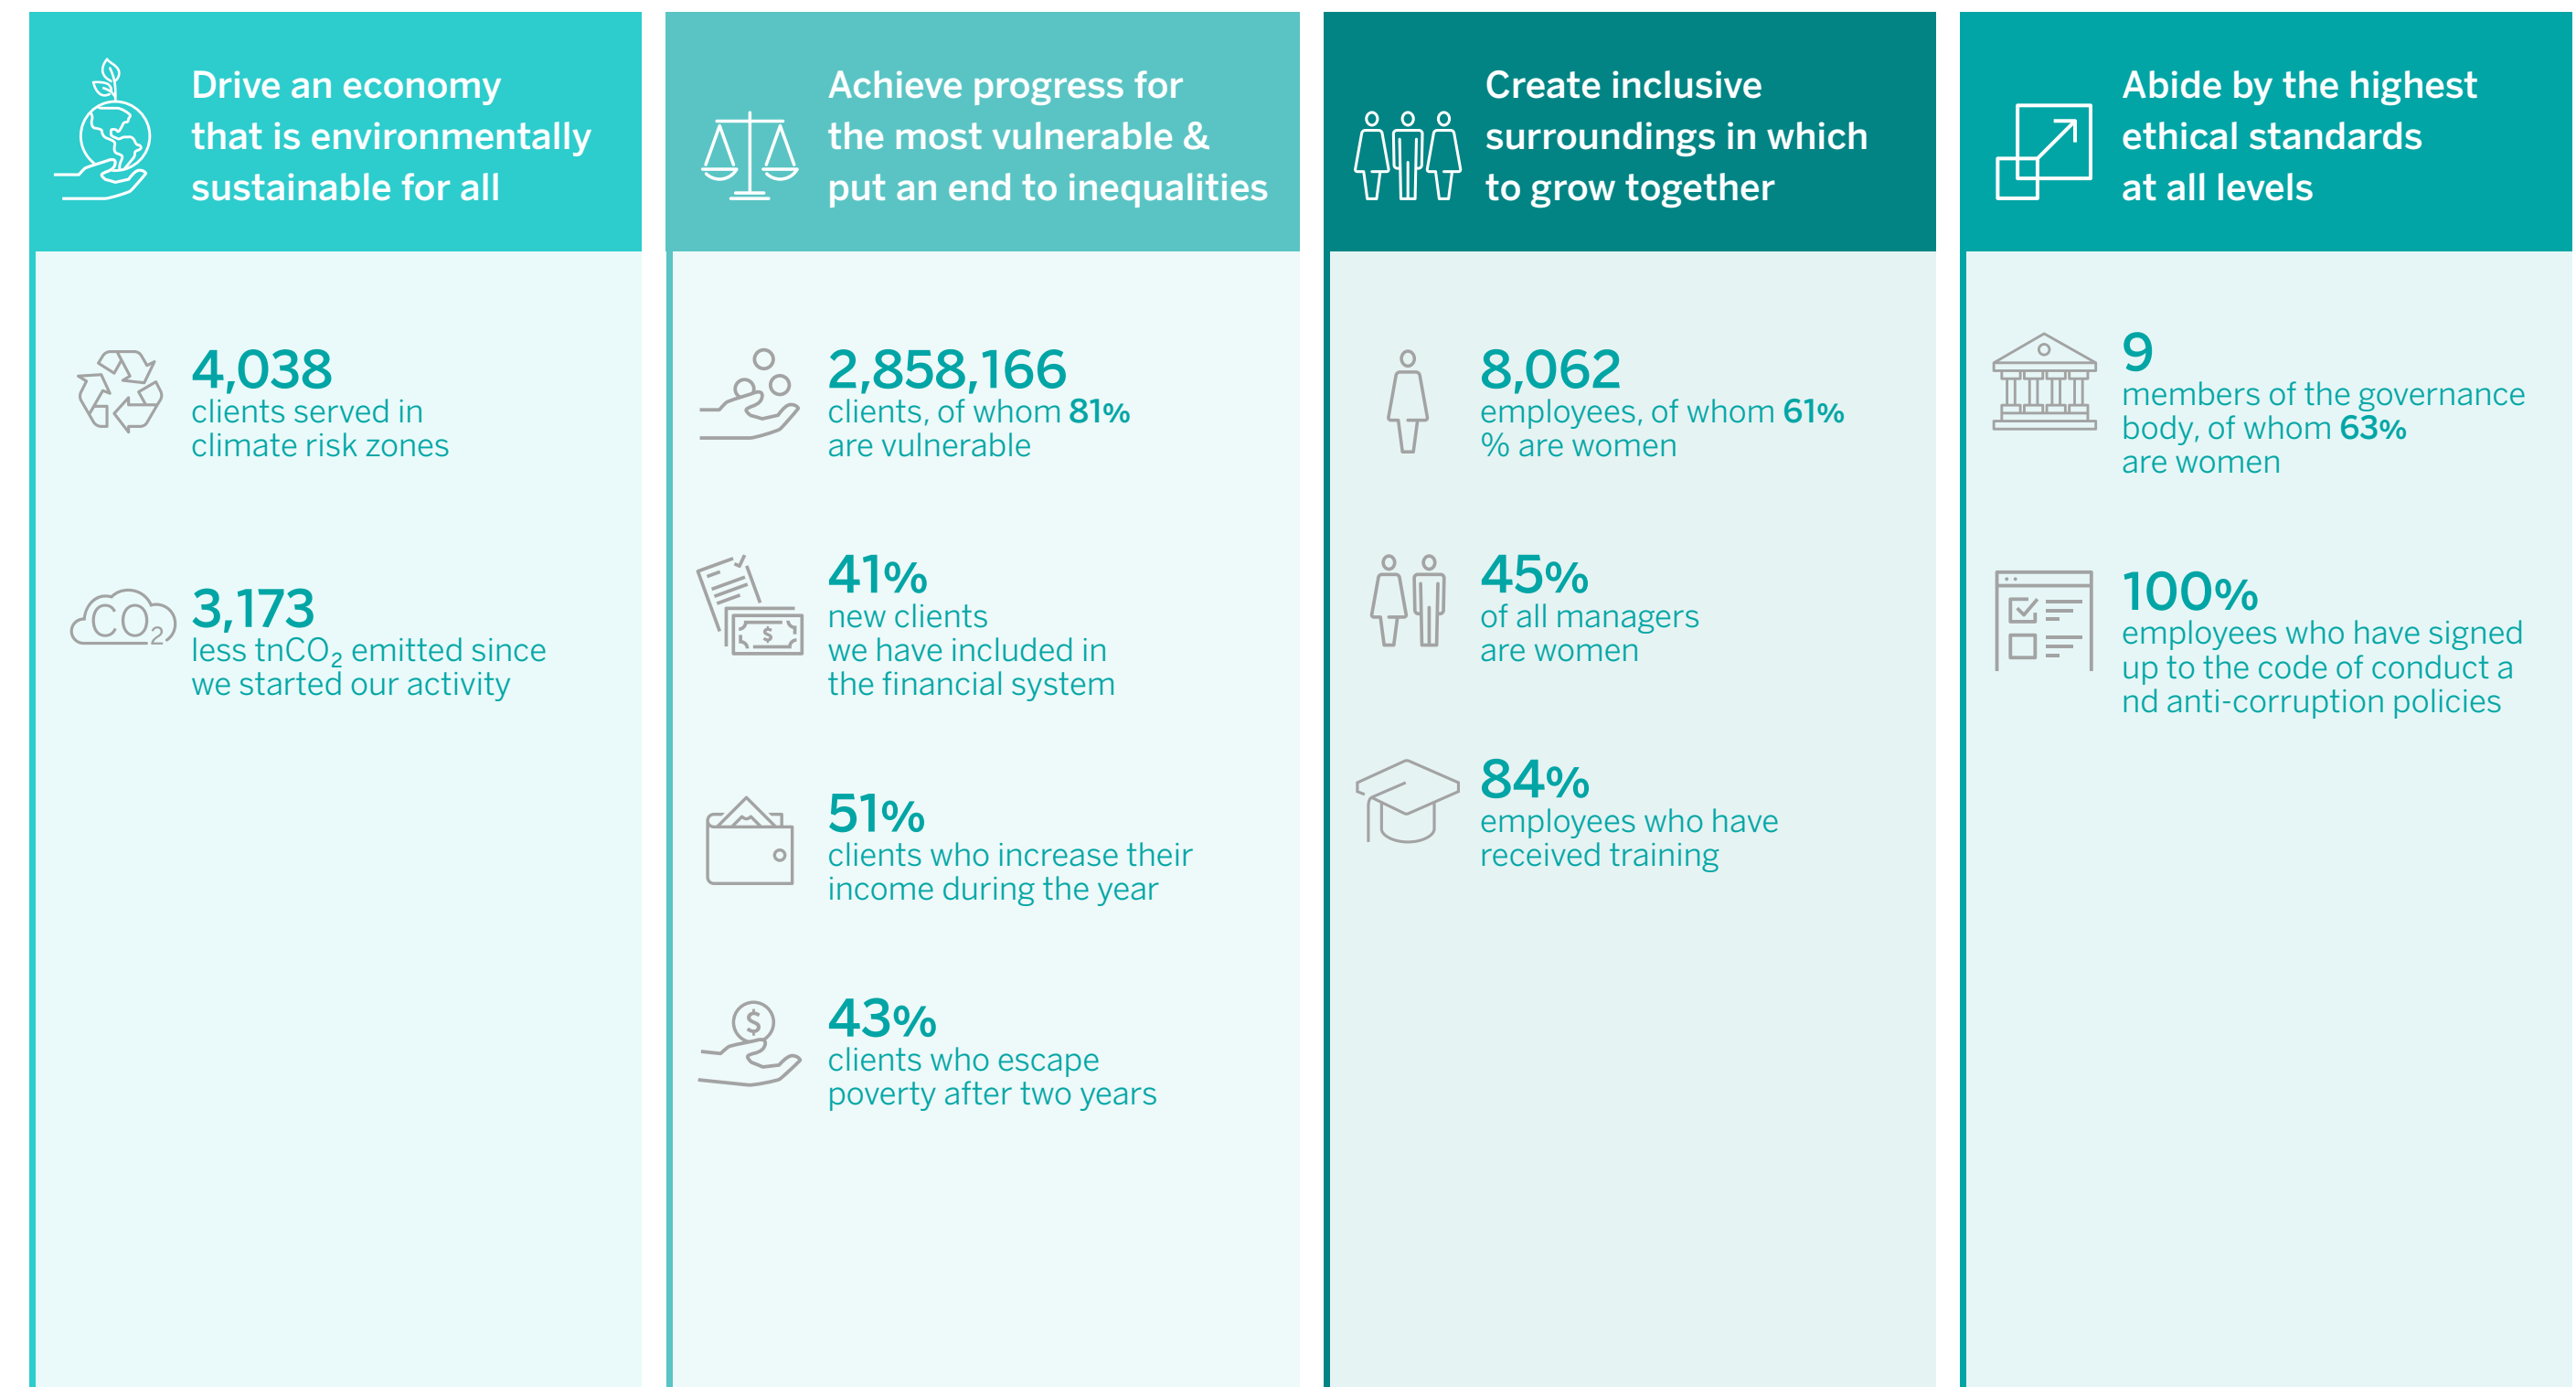 Drive an economy
that is environmentally
sustainable for all
4,038
clients served in
climate risk zones
CO₂
3,173
less tnCO₂ emitted since
we started our activity
Achieve progress for
the most vulnerable &
put an end to inequalities
2,858,166
clients, of whom 81%
are vulnerable
$
41%
new clients
we have included in
the financial system
51%
clients who increase their
income during the year
$
43%
clients who escape
poverty after two years
Create inclusive
surroundings in which
to grow together
8,062
employees, of whom 61%
% are women
45%
of all managers
are women
84%
employees who have
received training
Abide by the highest
ethical standards
at all levels
9
members of the governance
body, of whom 63%
are women
100%
employees who have signed
up to the code of conduct a
nd anti-corruption policies